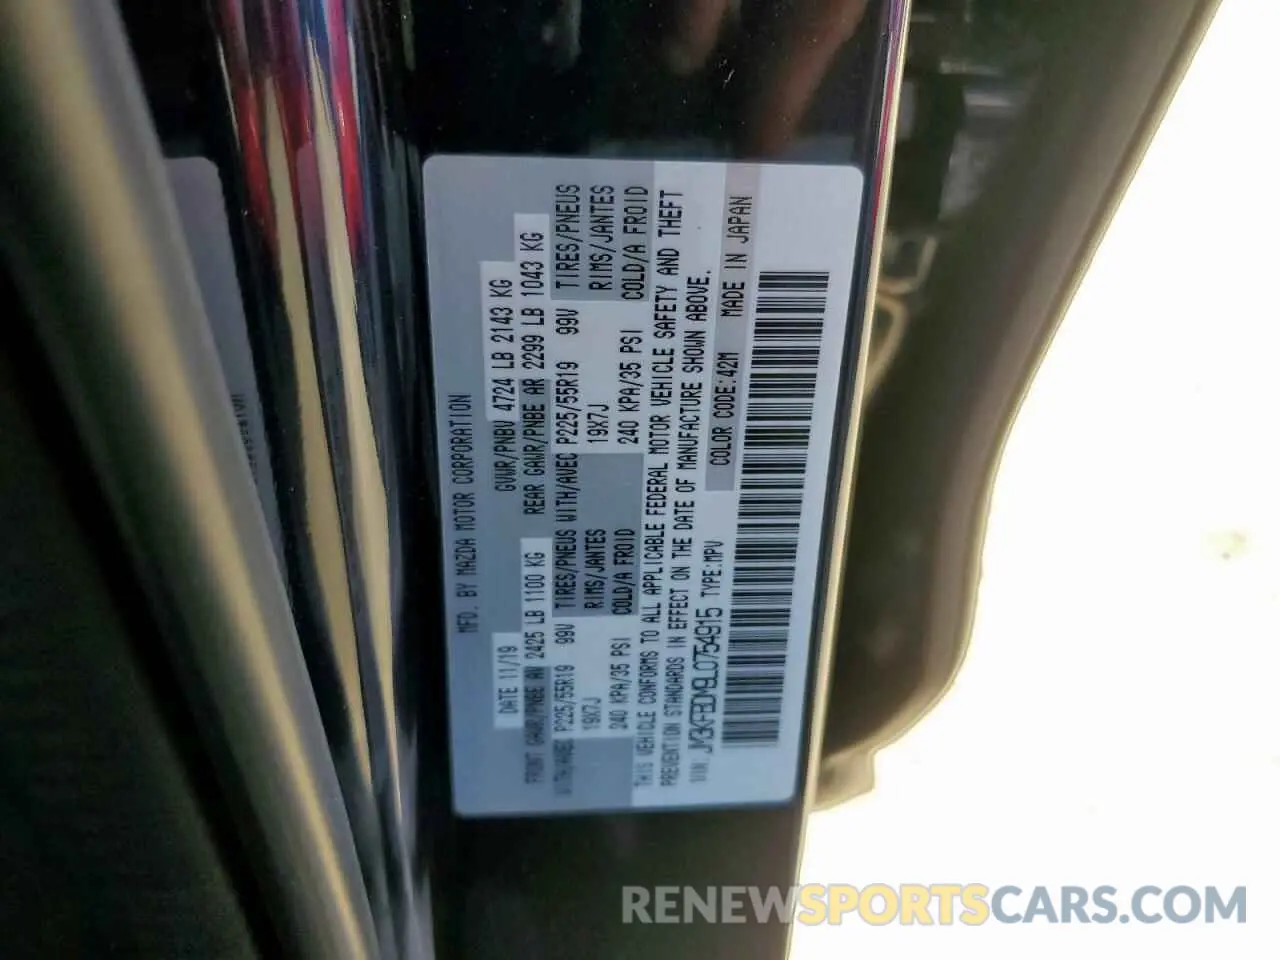 MFD. BY MAZDA MOTOR CORPORATION
DATE 11/19 GVWR/PNBV 4724 LB 2143 KG
FRONT GAWR/PNBE AV 2425 LB 1100 KG REAR GAWR/PNBE AR 2299 LB 1043 KG
WITH/AVEC P225/55R19 99V TIRES/PNEUS WITH/AVEC P225/55R19 99V TIRES/PNEUS
19X7J RIMS/JANTES 19X7J RIMS/JANTES
240 KPA/35 PSI COLD/A FROID 240 KPA/35 PSI COLD/A FROID
THIS VEHICLE CONFORMS TO ALL APPLICABLE FEDERAL MOTOR VEHICLE SAFETY AND THEFT
PREVENTION STANDARDS IN EFFECT ON THE DATE OF MANUFACTURE SHOWN ABOVE.
VIN. JM3KFBDM9L0754915 TYPE:MPV COLOR CODE:42M MADE IN JAPAN
RENEWSPORTSCARS.COM